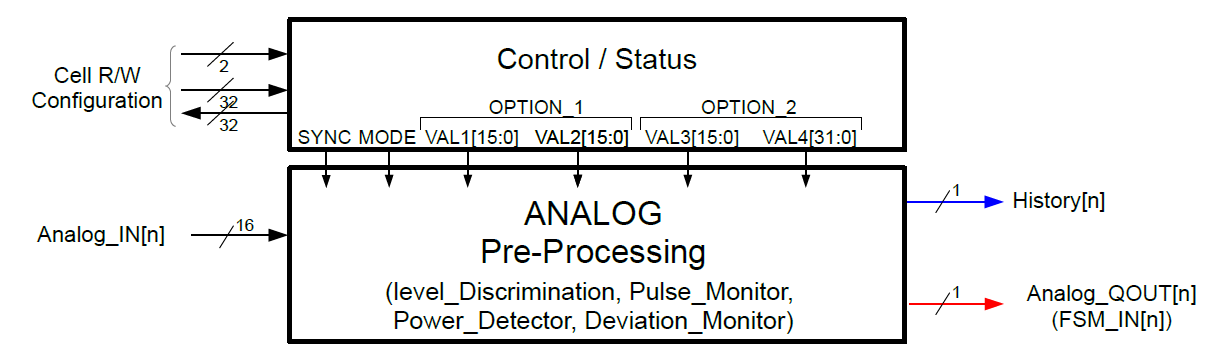 Control / Status
Cell R/W
Configuration
2
32
32
OPTION_1
OPTION_2
SYNC MODE VAL1[15:0] VAL2[15:0] VAL3[15:0] VAL4[31:0]
Analog_IN[n]
16
ANALOG
Pre-Processing
(level_Discrimination, Pulse_Monitor,
Power_Detector, Deviation_Monitor)
1
History[n]
1
Analog_QOUT[n]
(FSM_IN[n])